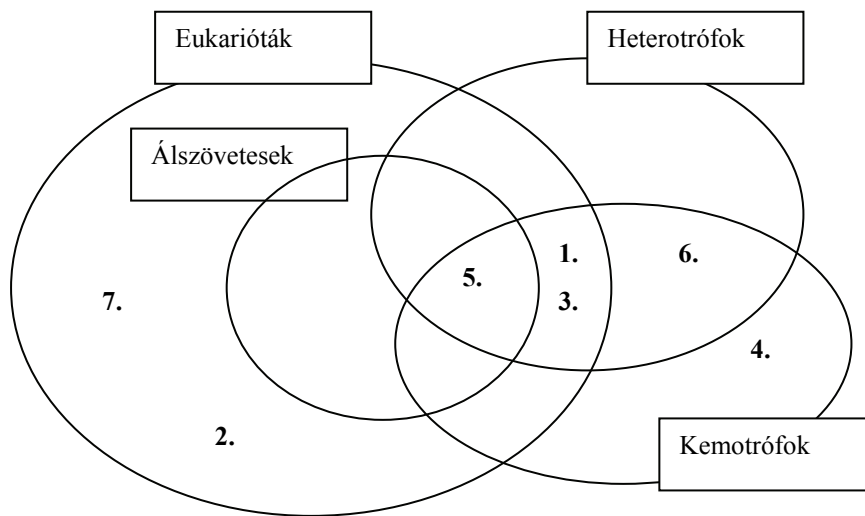 Eukarióták
Heterotrófok
Álszövetesek
1.
6.
5.
7.
3.
4.
2.
Kemotrófok